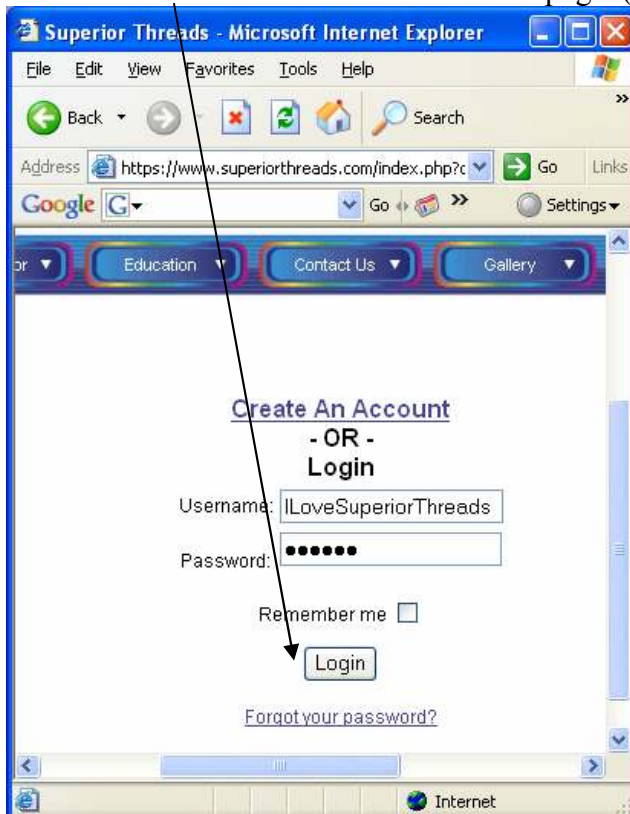 page (
Superior Threads - Microsoft Internet Explorer
File Edit View Favorites Tools Help
Back Search »
Address https://www.superiorthreads.com/index.php?c Go Links
Google G Go » Settings
or Education Contact Us Gallery
Create An Account
- OR -
Login
Username: ILoveSuperiorThreads
Password: ●●●●●●
Remember me
Login
Forgot your password?
Internet